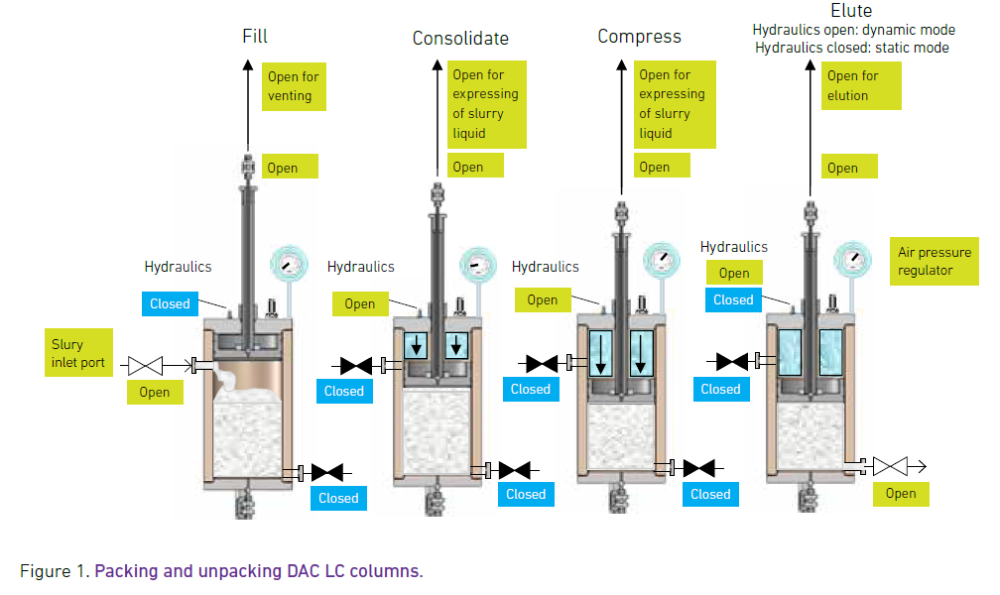 Fill
Consolidate
Compress
Elute
Hydraulics open: dynamic mode
Hydraulics closed: static mode
Open for
venting
Open for
expressing
of slurry
liquid
Open for
expressing
of slurry
liquid
Open for
elution
Open
Open
Open
Open
Hydraulics
Closed
Hydraulics
Open
Hydraulics
Open
Hydraulics
Open
Closed
Air pressure
regulator
Slury
inlet port
Open
Closed
Closed
Closed
Closed
Closed
Closed
Open
Figure 1. Packing and unpacking DAC LC columns.